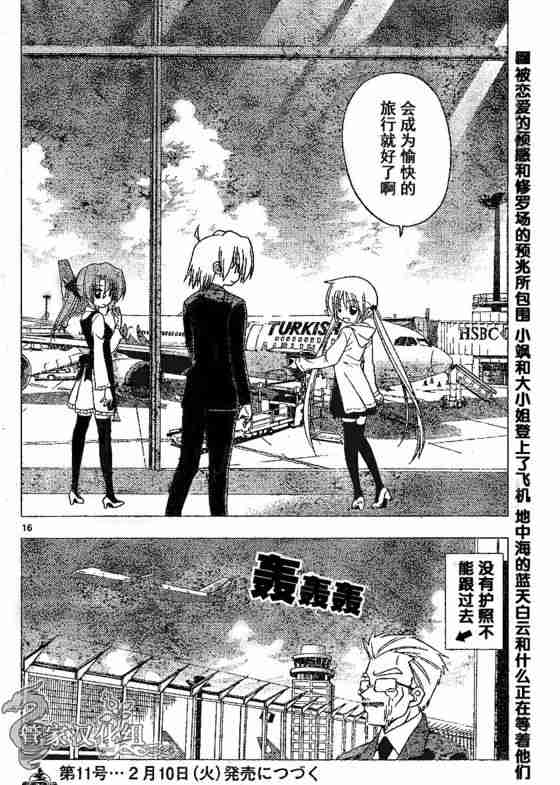 会成为愉快的
旅行就好了啊
TURKIS
HSBC
16
没有护照不
能跟过去
轰轰轰
管家汉化组
第11号…2月10日(火)発売につづく
被恋爱的预感和修罗场的预兆所包围 小飒和大小姐登上了飞机 地中海的蓝天白云和什么正在等着他们